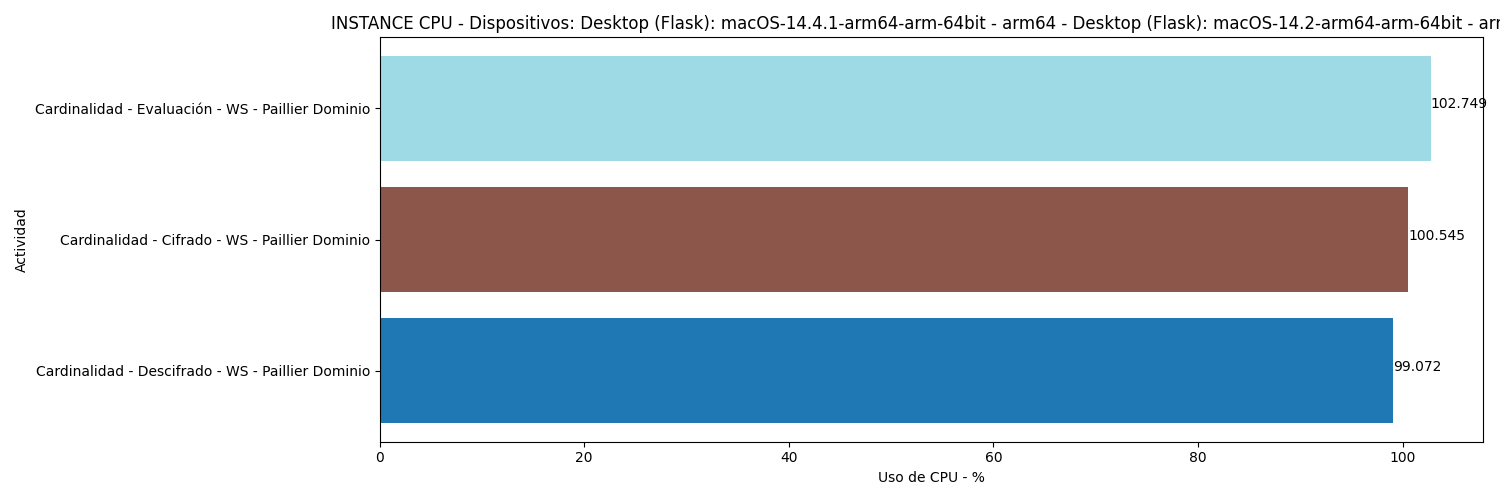 INSTANCE CPU - Dispositivos: Desktop (Flask): macOS-14.4.1-arm64-arm-64bit - arm64 - Desktop (Flask): macOS-14.2-arm64-arm-64bit -
Cardinalidad - Evaluación - WS - Paillier Dominio
102.749
Cardinalidad - Cifrado - WS - Paillier Dominio
100.545
Cardinalidad - Descifrado - WS - Paillier Dominio
99.072
Actividad
0 20 40 60 80 100
Uso de CPU - %